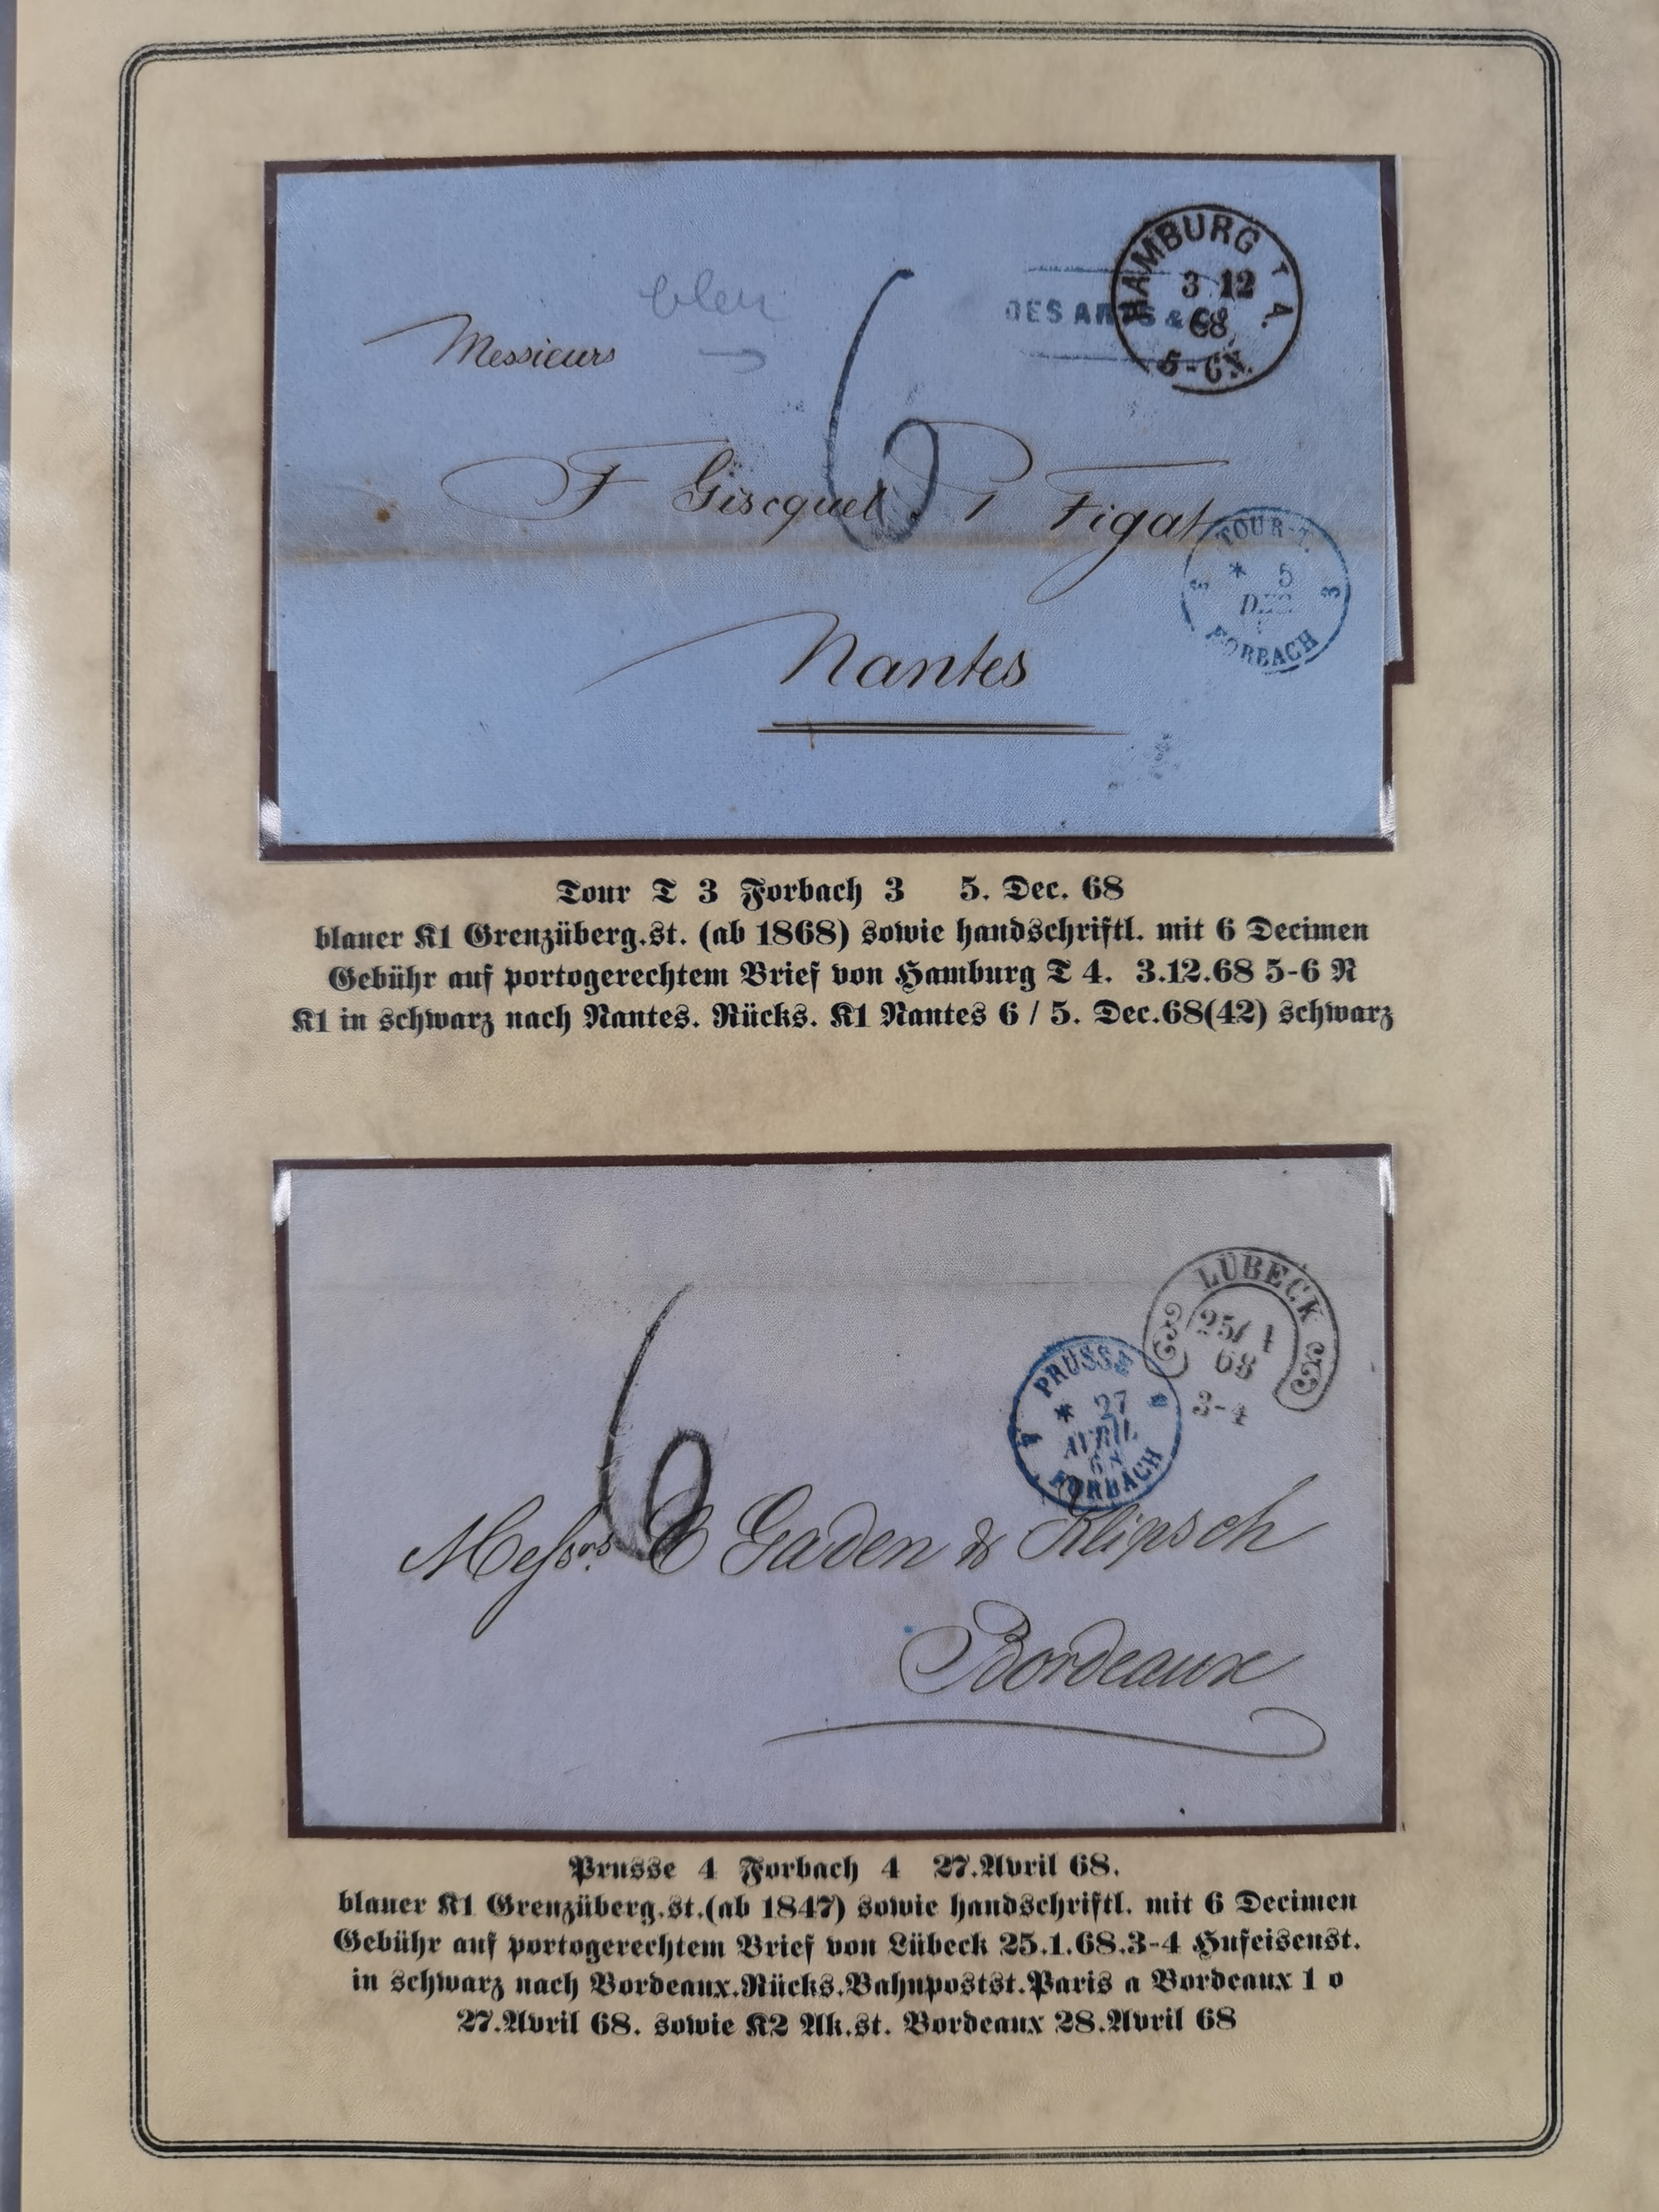 HAMBURG T 4.
3 12
68
5-6 N.
bleu
DES AR & C
Messieurs
6
F Giscquel P Figat
TOUR-T.
3 * 5 3
DEC
FORBACH
Nantes
Tour T 3 Forbach 3 5. Dec. 68
blauer K1 Grenzüberg.st. (ab 1868) sowie handschriftl. mit 6 Decimen
Gebühr auf portogerechtem Brief von Hamburg T 4. 3.12.68 5-6 N
K1 in schwarz nach Nantes. Rücks. K1 Nantes 6 / 5. Dec.68(42) schwarz
LÜBECK
25/ 4
68
3-4
PRUSSE
* 27
4 AVRIL
68
FORBACH
6
Messrs. Gaden & Klipsch
Bordeaux
Prusse 4 Forbach 4 27.Avril 68.
blauer K1 Grenzüberg.st.(ab 1847) sowie handschriftl. mit 6 Decimen
Gebühr auf portogerechtem Brief von Lübeck 25.1.68.3-4 Hufeisenst.
in schwarz nach Bordeaux.Rücks.Bahnpostst.Paris a Bordeaux 1 o
27.Avril 68. sowie K2 Ak.st. Bordeaux 28.Avril 68